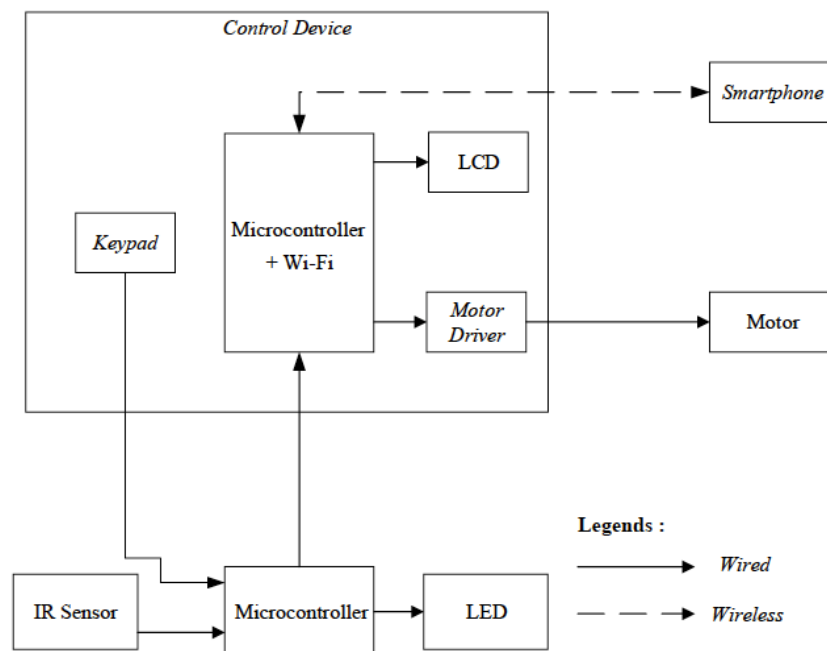 Control Device
Smartphone
LCD
Keypad
Microcontroller
+ Wi-Fi
Motor
Driver
Motor
Legends :
Wired
Wireless
IR Sensor
Microcontroller
LED